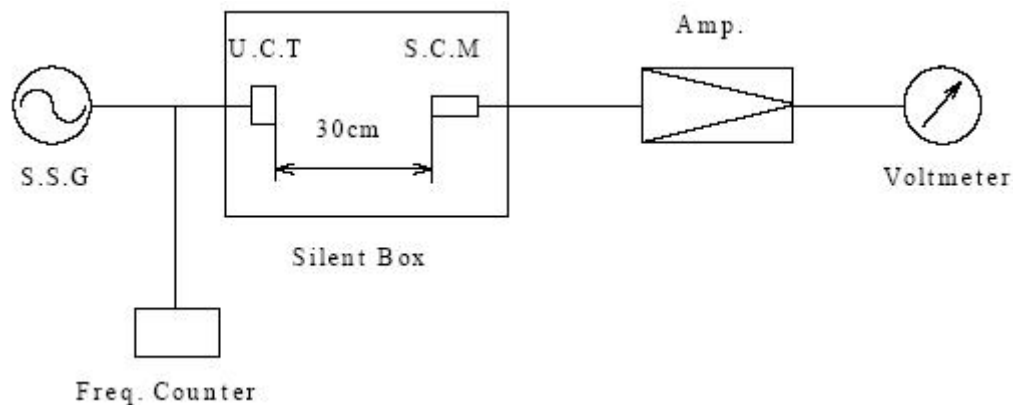 Amp.
U.C.T
S.C.M
30cm
S.S.G
Voltmeter
Silent Box
Freq. Counter